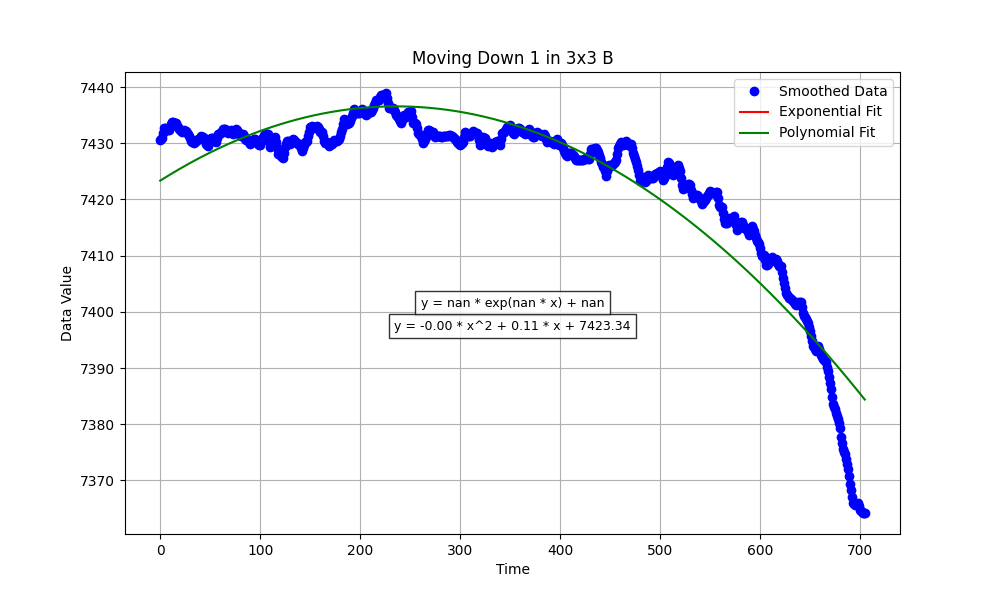 Moving Down 1 in 3x3 B
Smoothed Data
Exponential Fit
Polynomial Fit
7440
7430
7420
7410
7400
7390
7380
7370
Data Value
y = nan * exp(nan * x) + nan
y = -0.00 * x^2 + 0.11 * x + 7423.34
0 100 200 300 400 500 600 700
Time